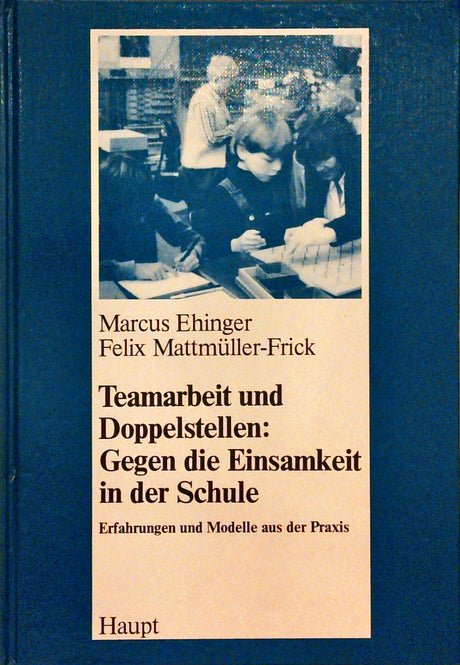 Marcus Ehinger
Felix Mattmüller-Frick
Teamarbeit und
Doppelstellen:
Gegen die Einsamkeit
in der Schule
Erfahrungen und Modelle aus der Praxis
Haupt